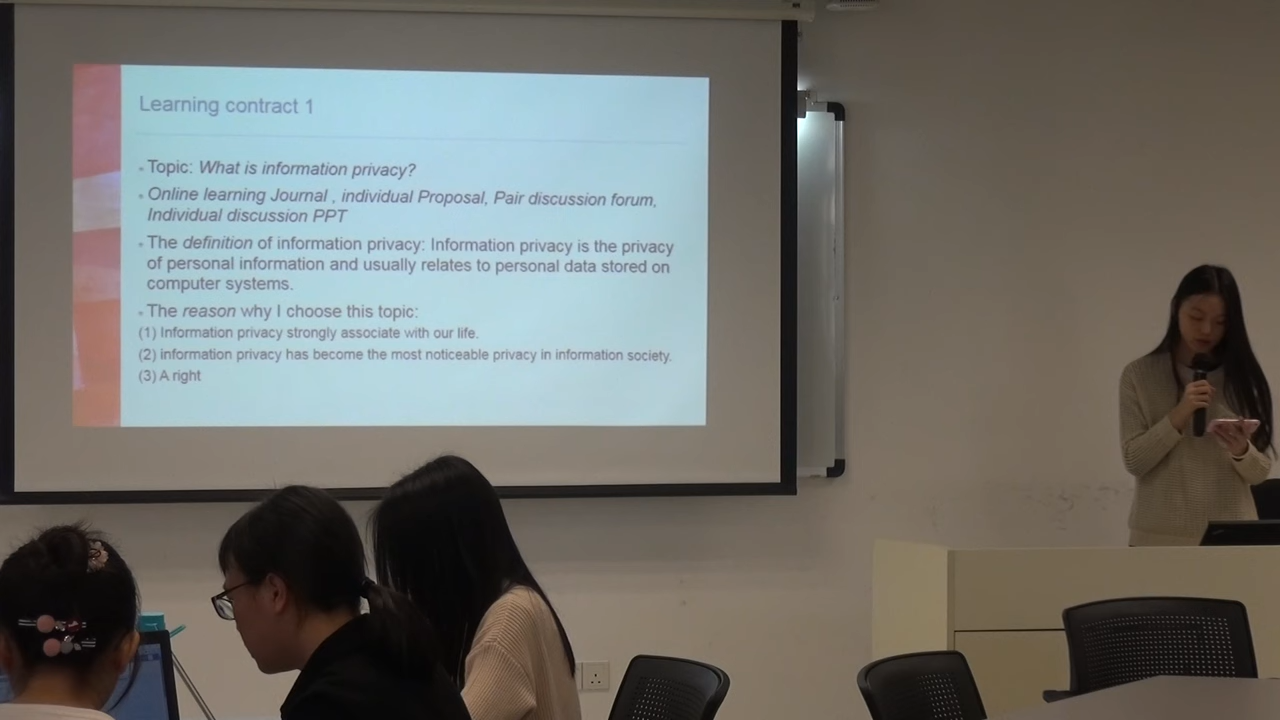 Learning contract 1
Topic: What is information privacy?
Online learning Journal , individual Proposal, Pair discussion forum,
Individual discussion PPT
The definition of information privacy: Information privacy is the privacy
of personal information and usually relates to personal data stored on
computer systems.
The reason why I choose this topic:
(1) Information privacy strongly associate with our life.
(2) information privacy has become the most noticeable privacy in information society.
(3) A right